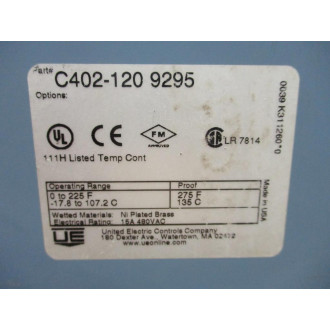 Part#
C402-120 9295
Options:
0039 K311260*0
UL
FM
APPROVED
LR 7814
111H Listed Temp Cont
Operating Range
Proof
0 to 225 F
275 F
-17.8 to 107.2 C
135 C
Wetted Materials: Ni Plated Brass
Electrical Rating: 15A 480VAC
Made in USA
UE
United Electric Controls Company
180 Dexter Ave., Watertown, MA 02472
www.ueonline.com